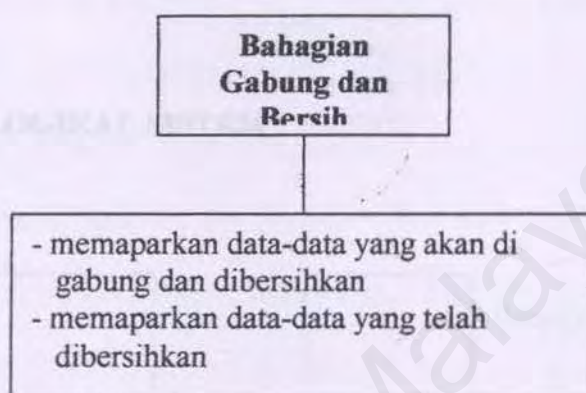 Bahagian
Gabung dan
Bersih
- memaparkan data-data yang akan di
gabung dan dibersihkan
- memaparkan data-data yang telah
dibersihkan
Malaya